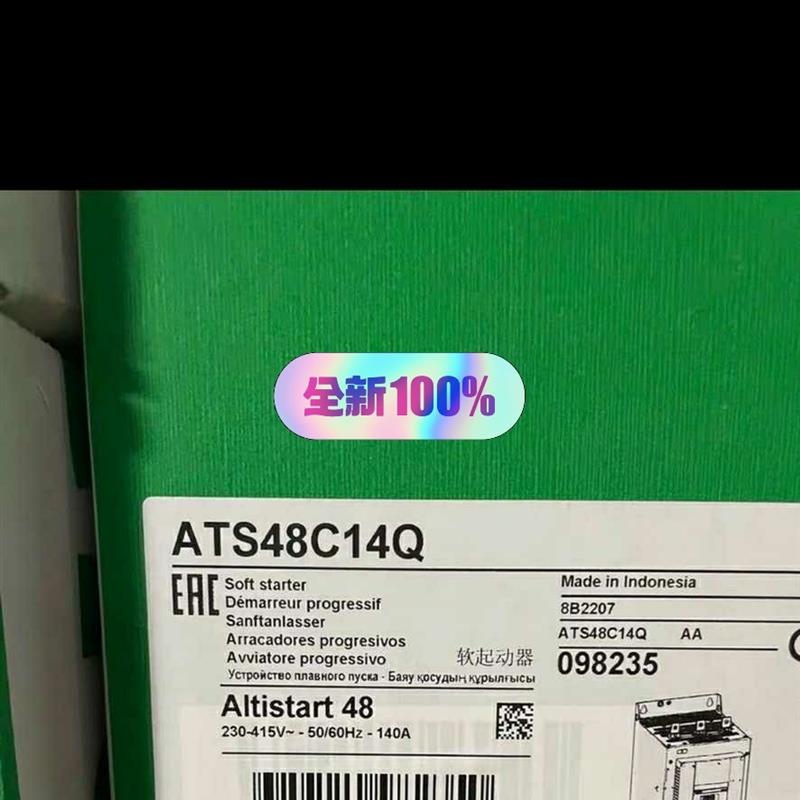 全新100%
ATS48C14Q
EAC
Soft starter
Démarreur progressif
Sanftanlasser
Arracadores progresivos
Avviatore progressivo
软起动器
Устройство плавного пуска - Баяу қосудың құрылғысы
Altistart 48
230-415V~ - 50/60Hz - 140A
Made in Indonesia
8B2207
ATS48C14Q AA
098235